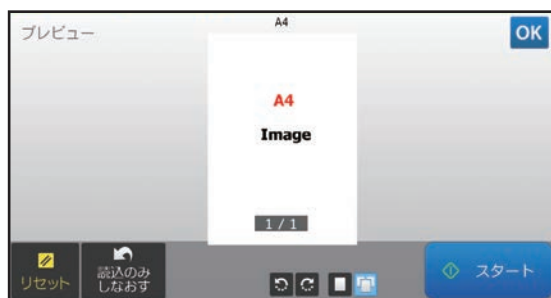 プレビュー
A4
OK
A4
Image
1 / 1
リセット
読込のみ
しなおす
スタート